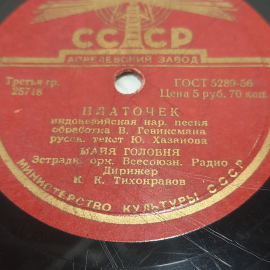 СССР
АПРЕЛЕВСКИЙ ЗАВОД
Третья гр.
25718
ГОСТ 5289-56
Цена 5 руб. 70 коп.
ПЛАТОЧЕК
индонезийская нар. песня
обработка В. Гевиксмана
русск. текст Ю. Хазанова
МАЙЯ ГОЛОВНЯ
Эстрадн. орк. Всесоюзн. Радио
Дирижер
К. К. Тихонравов
МИНИСТЕРСТВО КУЛЬТУРЫ СССР